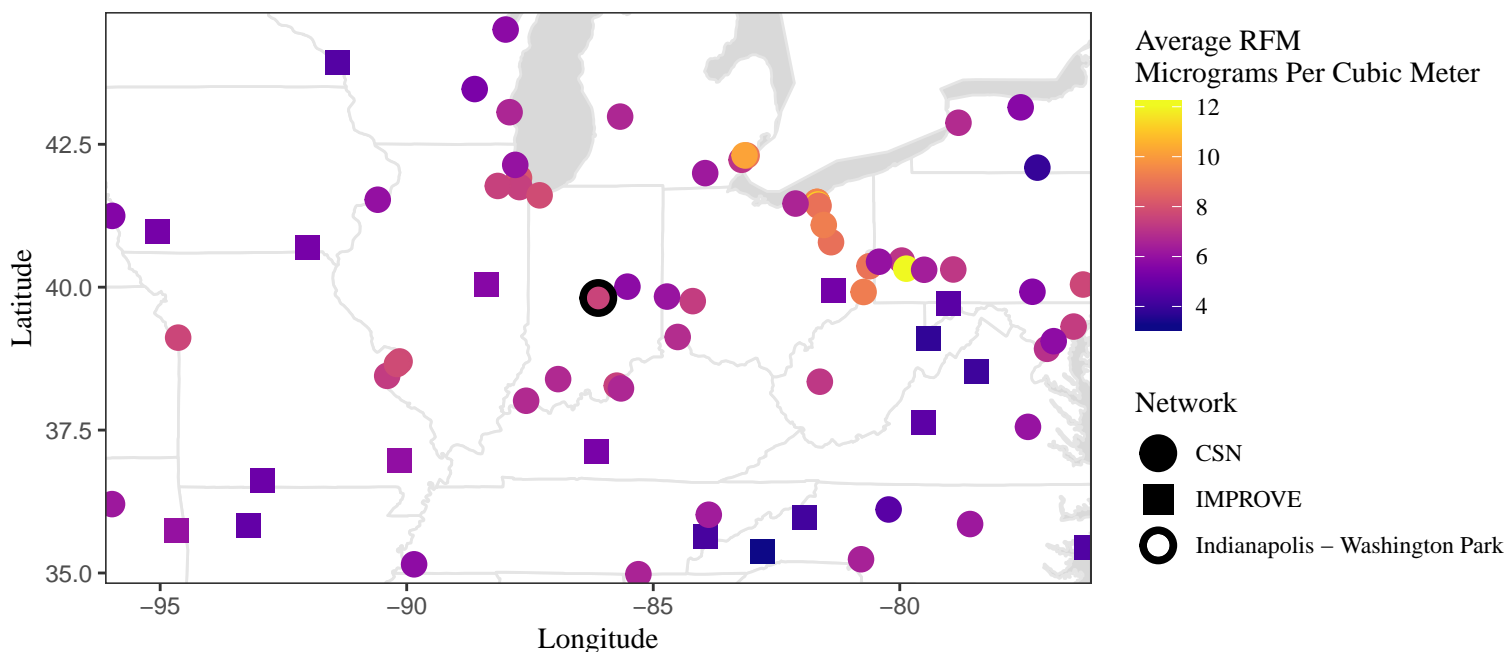 42.5
40.0
37.5
35.0
Latitude
−95
−90
−85
−80
Longitude
Average RFM
Micrograms Per Cubic Meter
12
10
8
6
4
Network
CSN
IMPROVE
Indianapolis – Washington Park